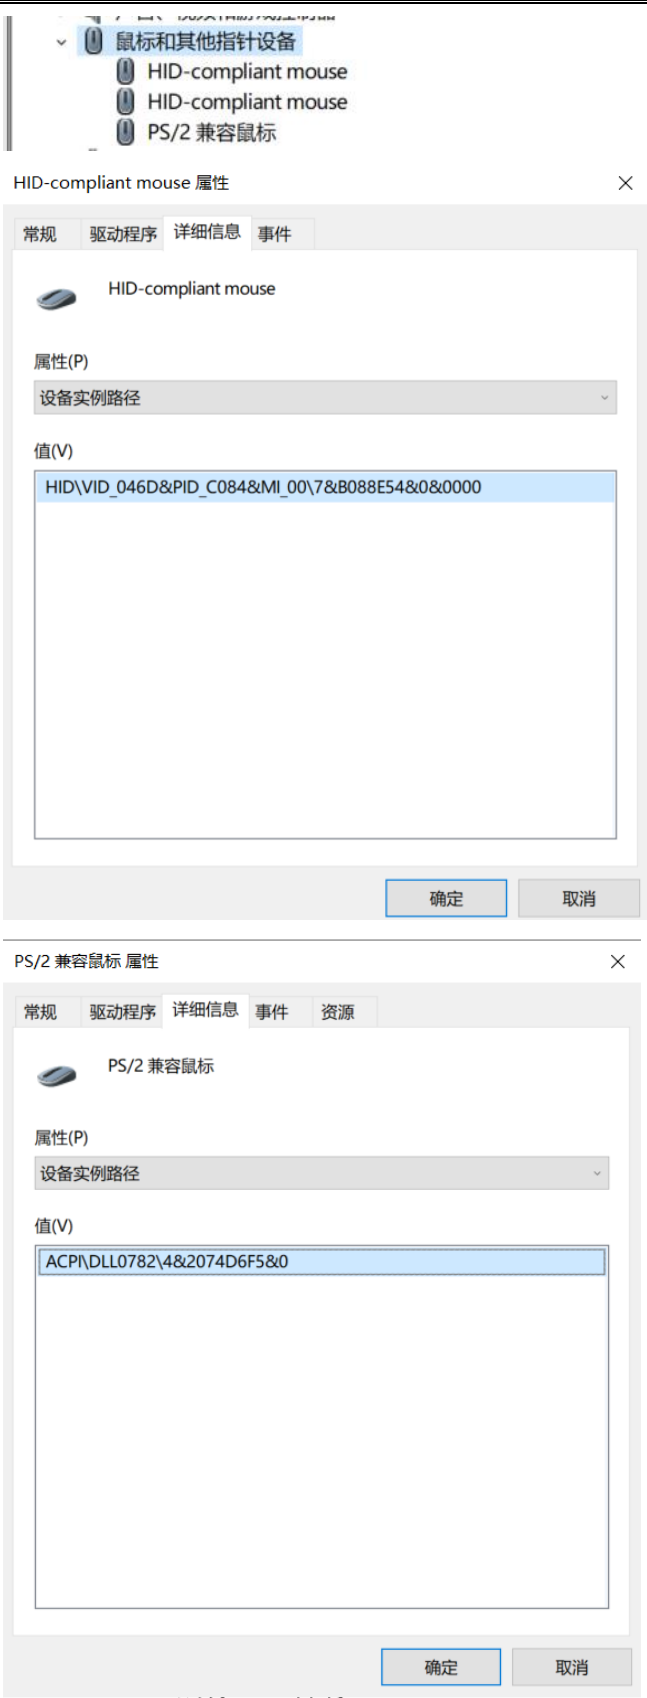 鼠标和其他指针设备
HID-compliant mouse
HID-compliant mouse
PS/2 兼容鼠标
HID-compliant mouse 属性
常规 驱动程序 详细信息 事件
HID-compliant mouse
属性(P)
设备实例路径
值(V)
HID\VID_046D&PID_C084&MI_00\7&B088E54&0&0000
确定 取消
PS/2 兼容鼠标 属性
常规 驱动程序 详细信息 事件 资源
PS/2 兼容鼠标
属性(P)
设备实例路径
值(V)
ACPI\DLL0782\4&2074D6F5&0
确定 取消